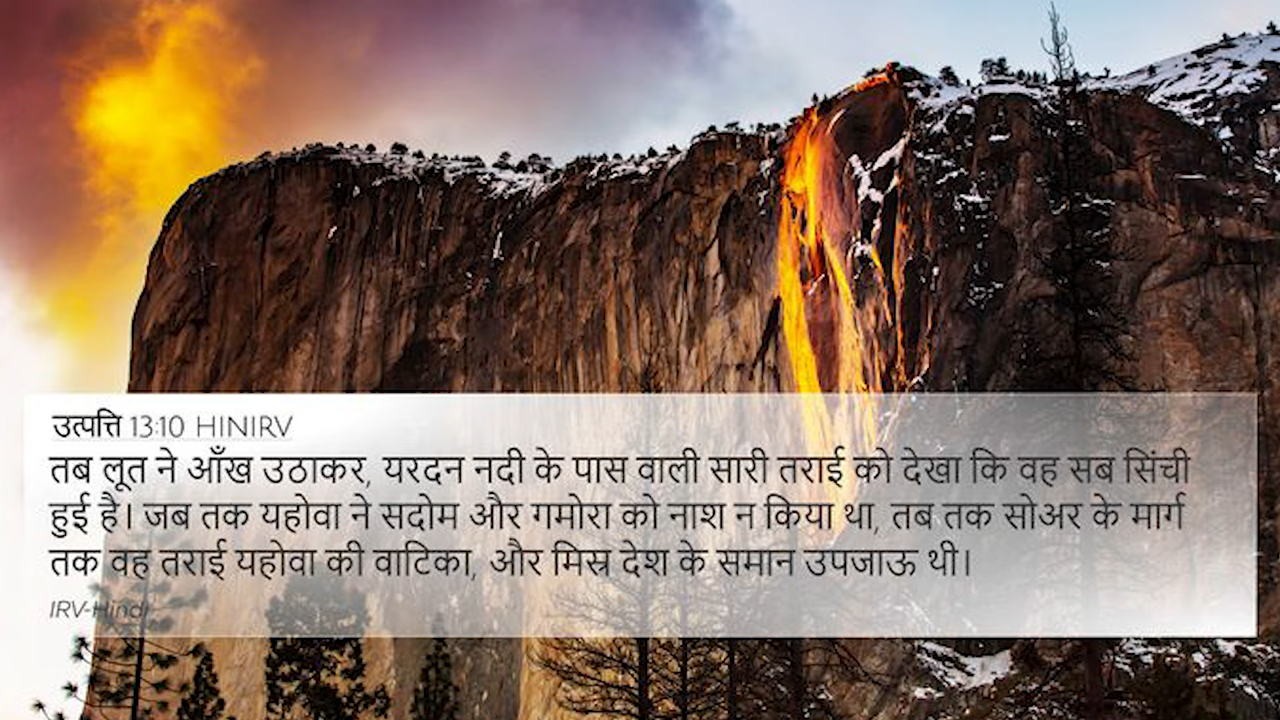 उत्पत्ति 13:10 HINIRV
तब लूत ने आँख उठाकर, यरदन नदी के पास वाली सारी तराई को देखा कि वह सब सिंची
हुई है। जब तक यहोवा ने सदोम और गमोरा को नाश न किया था, तब तक सोअर के मार्ग
तक वह तराई यहोवा की वाटिका, और मिस्र देश के समान उपजाऊ थी।
IRV-Hindi